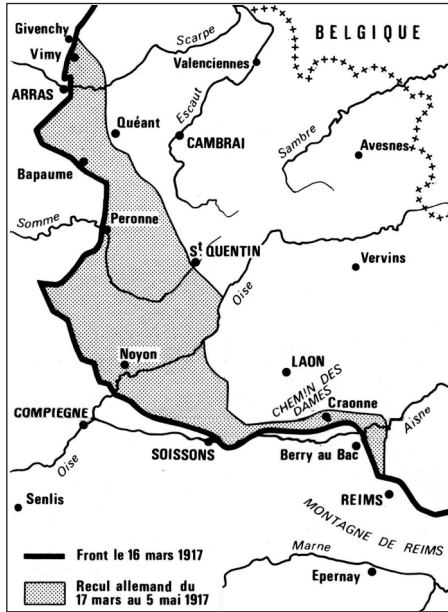 Givenchy
Vimy
ARRAS
Scarpe
Valenciennes
BELGIQUE
Escaut
Quéant
CAMBRAI
Sambre
Avesnes
Bapaume
Somme
Peronne
St QUENTIN
Oise
Vervins
Noyon
LAON
CHEMIN DES
DAMES
Craonne
COMPIEGNE
Aisne
Oise
SOISSONS
Berry au Bac
Senlis
REIMS
MONTAGNE DE REIMS
Marne
Epernay
Front le 16 mars 1917
Recul allemand du
17 mars au 5 mai 1917